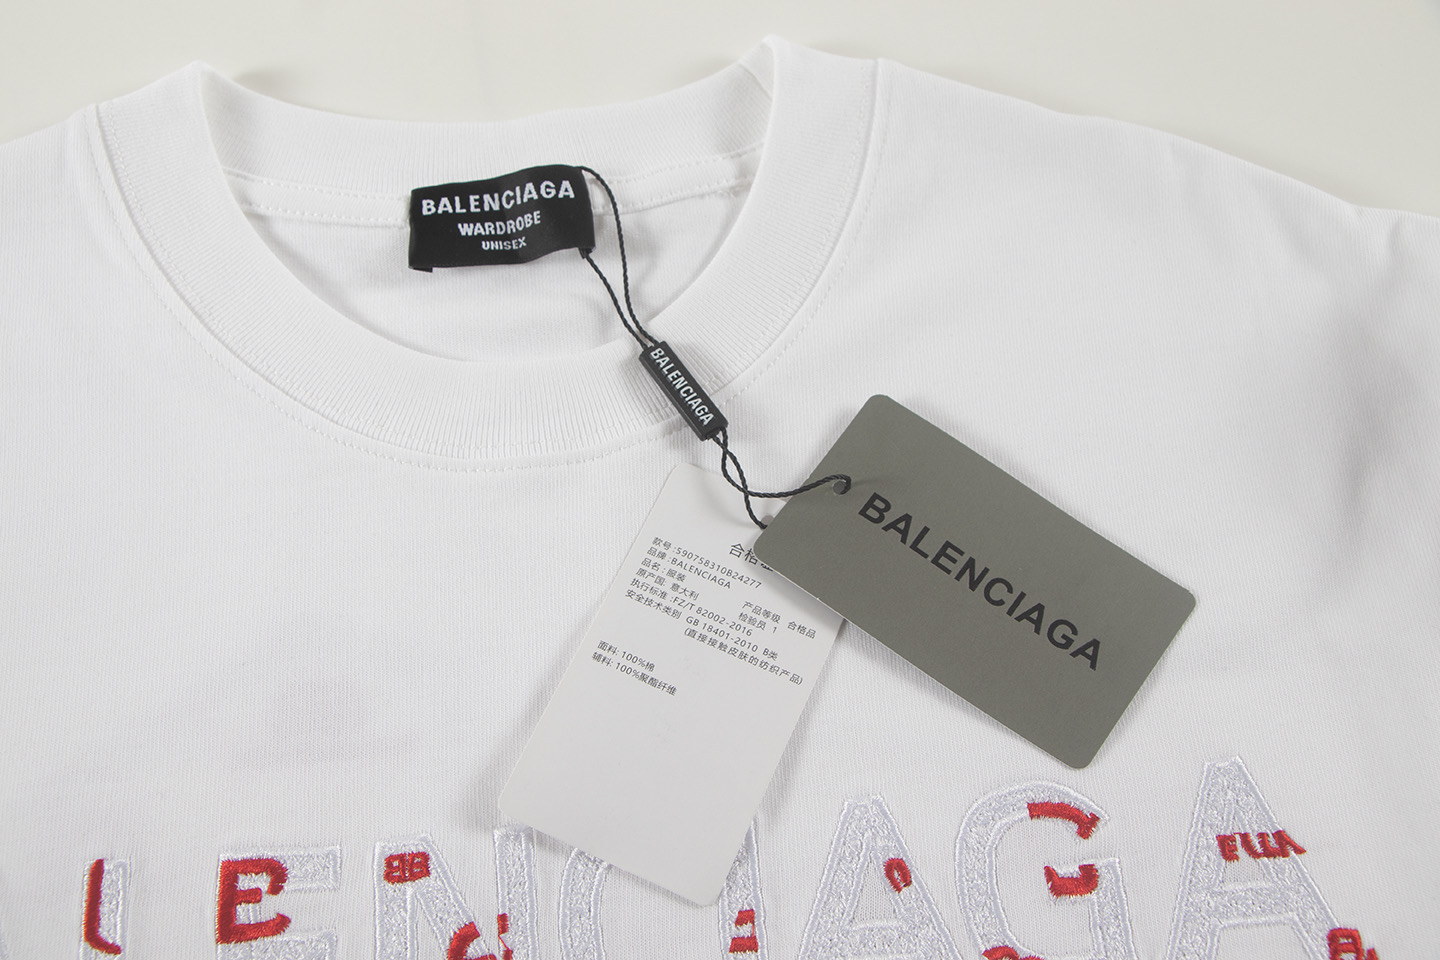 BALENCIAGA
WARDROBE
UNISEX
BALENCIAGA
BALENCIAGA
合格
款号:590758310B24277
品牌:BALENCIAGA
品名:服装
原产国: 意大利
产品等级 合格品
检验员 1
执行标准:FZ/T 82002-2016
安全技术类别 GB 18401-2010 B类
(直接接触皮肤的纺织产品)
面料: 100%棉
辅料: 100%聚酯纤维
LENCIAGA